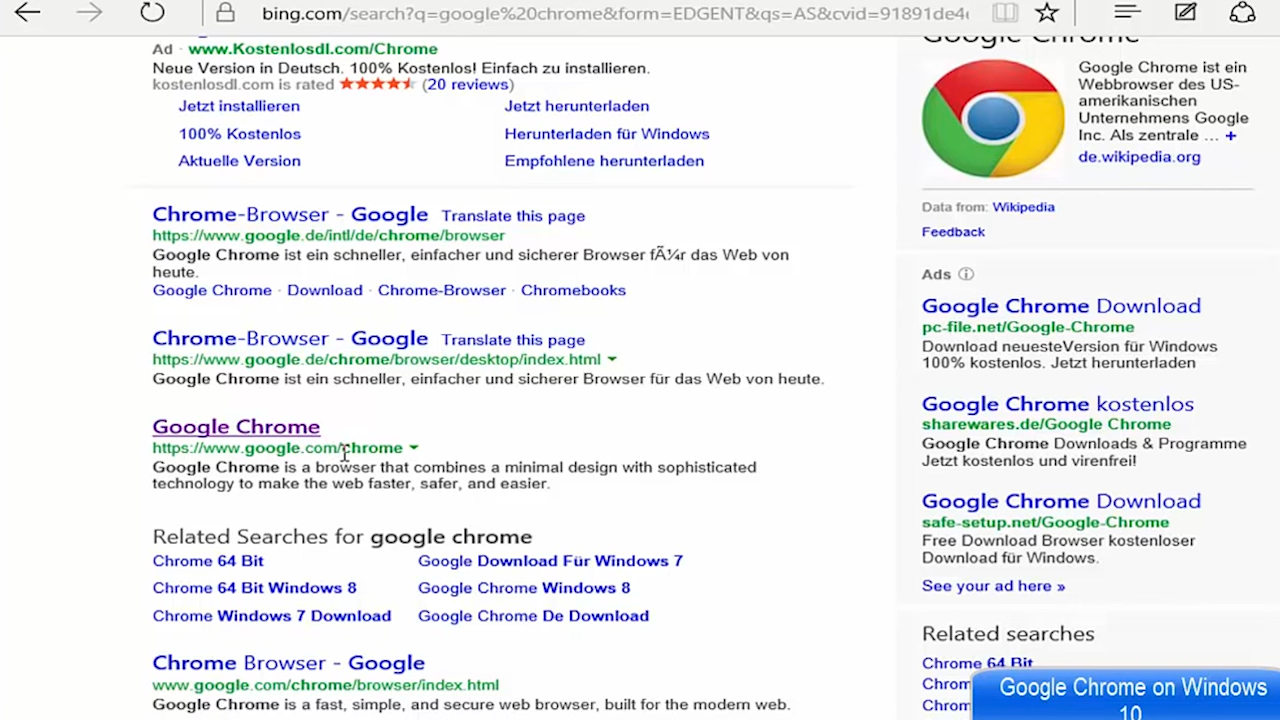 bing.com/search?q=google%20chrome&form=EDGENT&qs=AS&cvid=91891de4
Ad · www.Kostenlosdl.com/Chrome
Neue Version in Deutsch. 100% Kostenlos! Einfach zu installieren.
kostenlosdl.com is rated ★★★★★ (20 reviews)
Jetzt installieren
Jetzt herunterladen
100% Kostenlos
Herunterladen für Windows
Aktuelle Version
Empfohlene herunterladen
Chrome-Browser - Google Translate this page
https://www.google.de/intl/de/chrome/browser
Google Chrome ist ein schneller, einfacher und sicherer Browser fÃ¼r das Web von
heute.
Google Chrome · Download · Chrome-Browser · Chromebooks
Chrome-Browser - Google Translate this page
https://www.google.de/chrome/browser/desktop/index.html
Google Chrome ist ein schneller, einfacher und sicherer Browser für das Web von heute.
Google Chrome
https://www.google.com/chrome
Google Chrome is a browser that combines a minimal design with sophisticated
technology to make the web faster, safer, and easier.
Related Searches for google chrome
Chrome 64 Bit
Google Download Für Windows 7
Chrome 64 Bit Windows 8
Google Chrome Windows 8
Chrome Windows 7 Download
Google Chrome De Download
Chrome Browser - Google
www.google.com/chrome/browser/index.html
Google Chrome is a fast, simple, and secure web browser, built for the modern web.
Google Chrome
Google Chrome ist ein
Webbrowser des US-
amerikanischen
Unternehmens Google
Inc. Als zentrale ... +
de.wikipedia.org
Data from: Wikipedia
Feedback
Ads
Google Chrome Download
pc-file.net/Google-Chrome
Download neuesteVersion für Windows
100% kostenlos. Jetzt herunterladen
Google Chrome kostenlos
sharewares.de/Google Chrome
Google Chrome Downloads & Programme
Jetzt kostenlos und virenfrei!
Google Chrome Download
safe-setup.net/Google-Chrome
Free Download Browser kostenloser
Download für Windows.
See your ad here »
Related searches
Chrome 64 Bit
Google Chrome on Windows
10